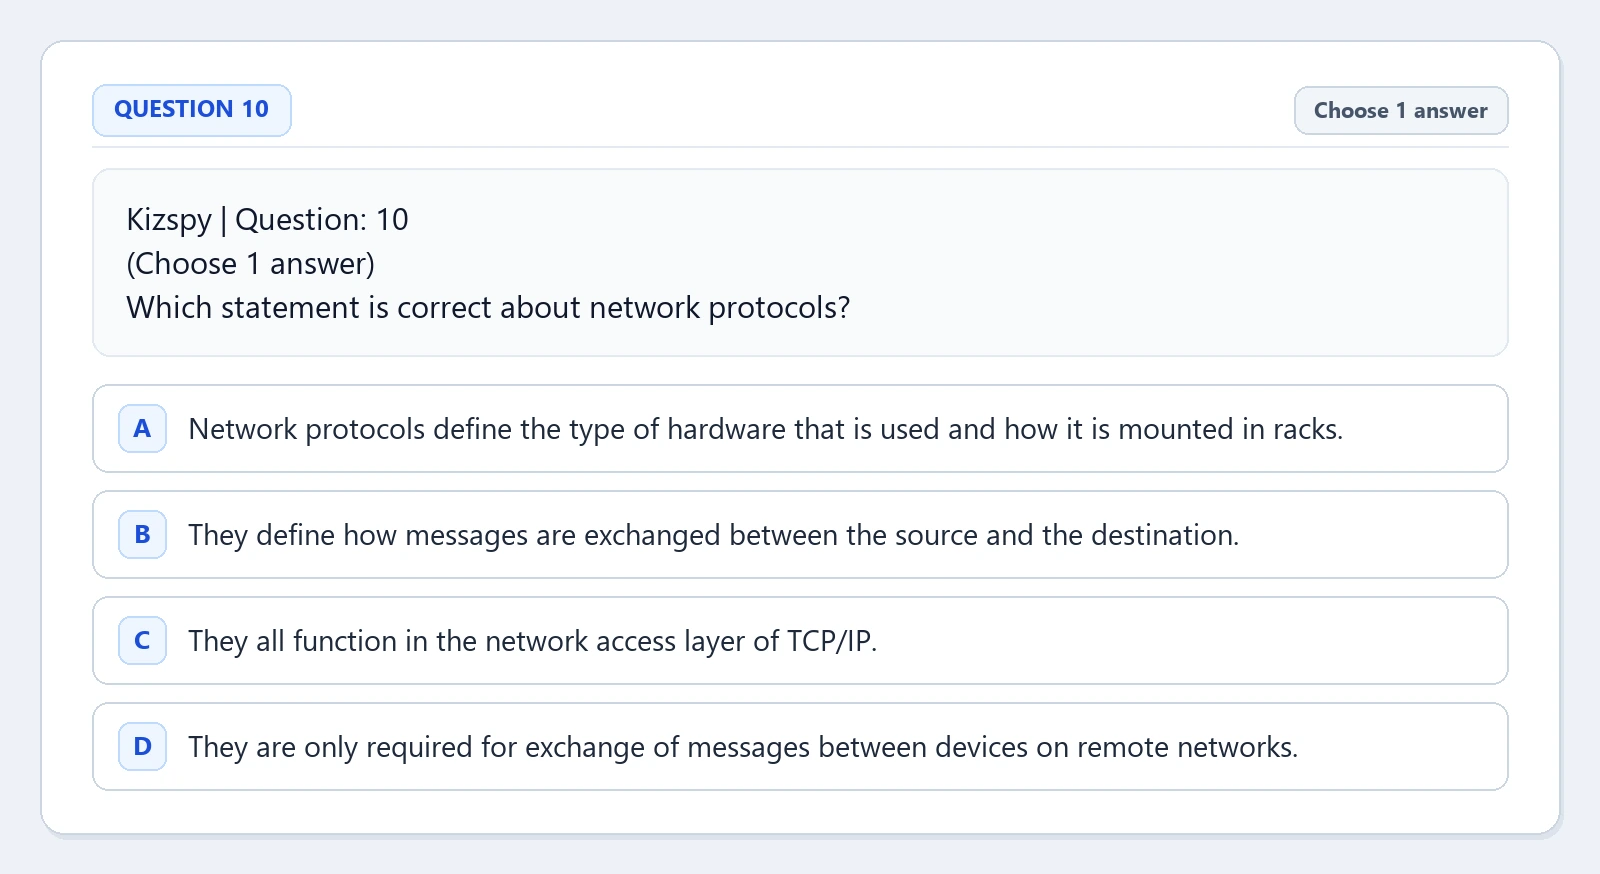 QUESTION 10
Choose 1 answer
Kizspy | Question: 10
(Choose 1 answer)
Which statement is correct about network protocols?
A Network protocols define the type of hardware that is used and how it is mounted in racks.
B They define how messages are exchanged between the source and the destination.
C They all function in the network access layer of TCP/IP.
D They are only required for exchange of messages between devices on remote networks.